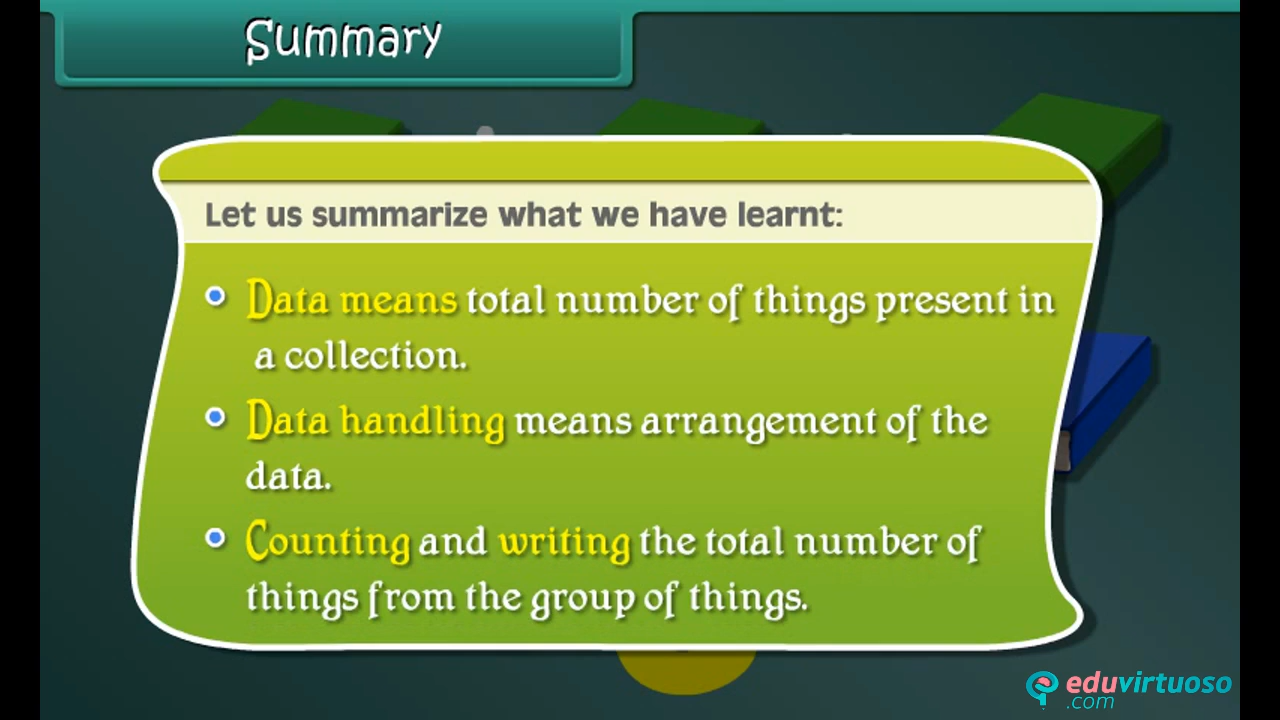 Summary
Let us summarize what we have learnt:
Data means total number of things present in
a collection.
Data handling means arrangement of the
data.
Counting and writing the total number of
things from the group of things.
eduvirtuoso
.com